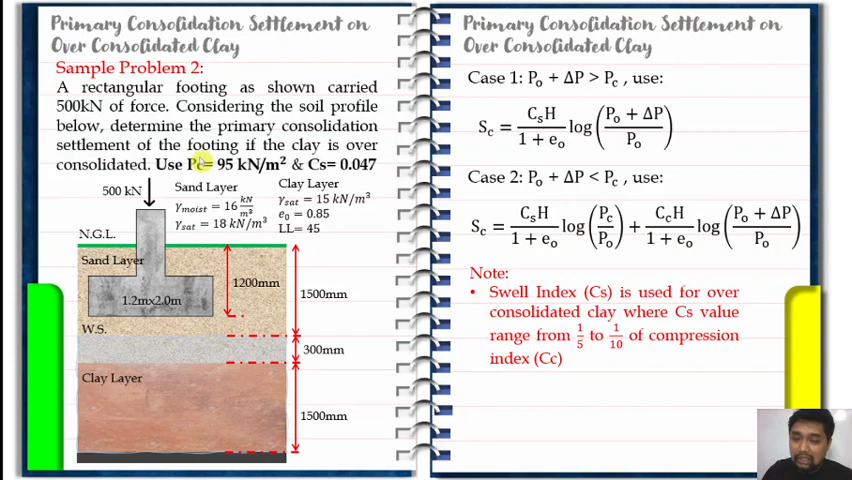 Primary Consolidation Settlement on
Over Consolidated Clay
Sample Problem 2:
A rectangular footing as shown carried
500kN of force. Considering the soil profile
below, determine the primary consolidation
settlement of the footing if the clay is over
consolidated. Use Pc= 95 kN/m² & Cs= 0.047
500 kN
Sand Layer
γmoist = 16 kN/m³
γsat = 18 kN/m³
Clay Layer
γsat = 15 kN/m³
e₀ = 0.85
LL= 45
N.G.L.
Sand Layer
1200mm
1.2mx2.0m
1500mm
W.S.
300mm
Clay Layer
1500mm
Primary Consolidation Settlement on
Over Consolidated Clay
Case 1: Po + ΔP > Pc , use:
Sc = CsH / (1 + eo) log((Po + ΔP) / Po)
Case 2: Po + ΔP < Pc , use:
Sc = CsH / (1 + eo) log(Pc / Po) + CcH / (1 + eo) log((Po + ΔP) / Po)
Note:
• Swell Index (Cs) is used for over
consolidated clay where Cs value
range from 1/5 to 1/10 of compression
index (Cc)